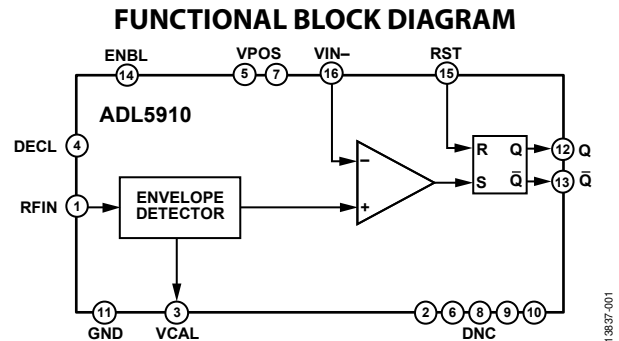 FUNCTIONAL BLOCK DIAGRAM
ENBL VPOS VIN– RST
14 5 7 16 15
ADL5910
DECL 4
R Q 12 Q
– S Q̅ 13 Q̅
RFIN 1 ENVELOPE
DETECTOR +
11 3 2 6 8 9 10
GND VCAL DNC
13837-001